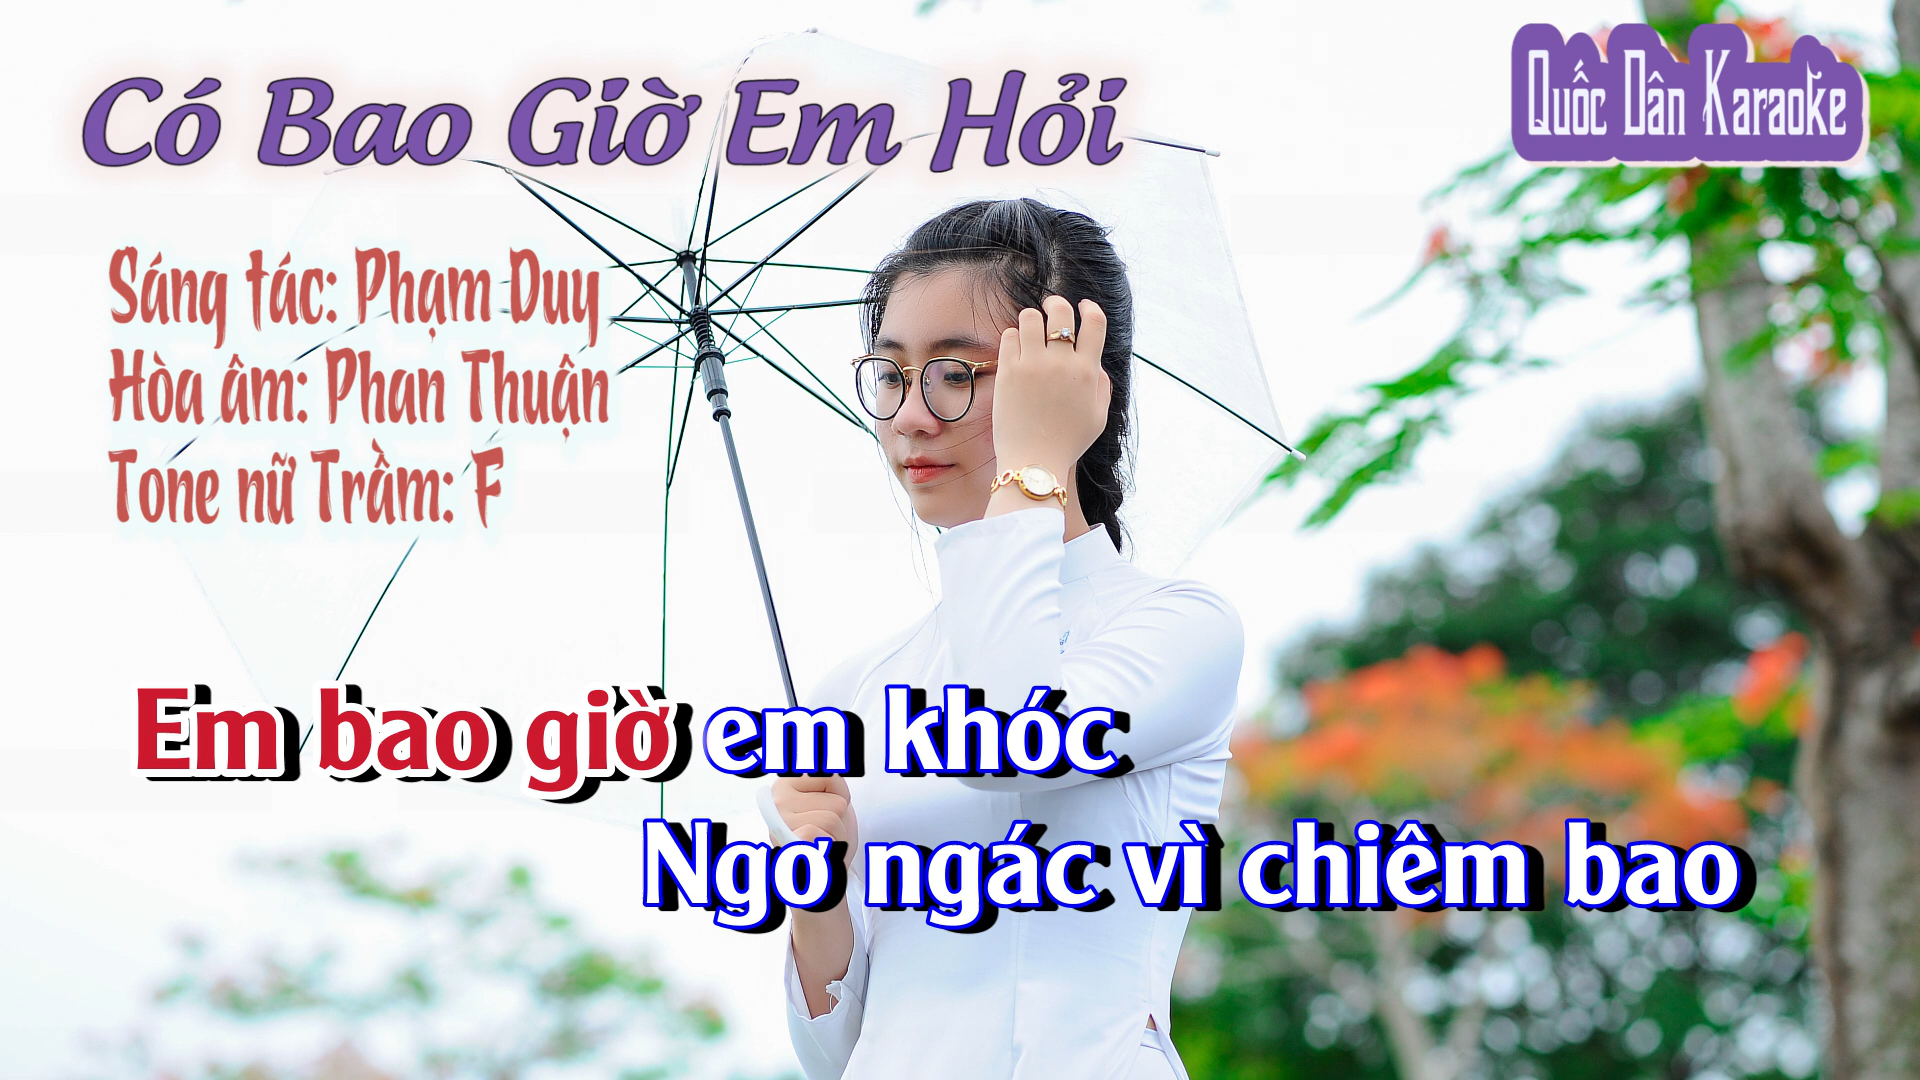 Có Bao Giờ Em Hỏi
Quốc Dân Karaoke
Sáng tác: Phạm Duy
Hòa âm: Phan Thuận
Tone nữ Trầm: F
Em bao giờ em khóc
Ngơ ngác vì chiêm bao